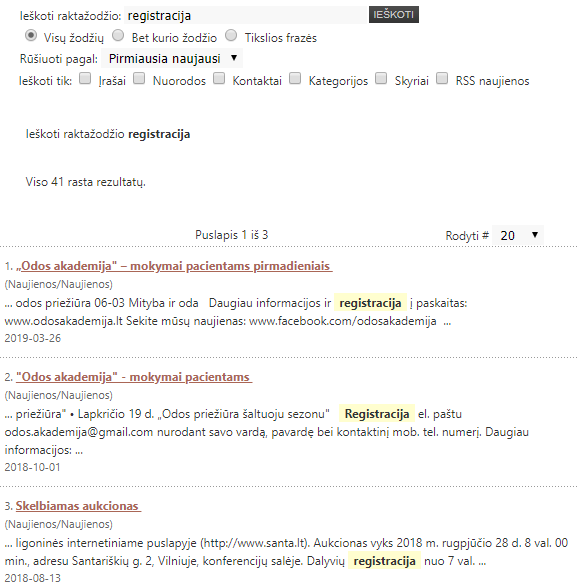 Ieškoti raktažodžio: registracija IEŠKOTI
Visų žodžių Bet kurio žodžio Tikslios frazės
Rūšiuoti pagal: Pirmiausia naujausi
Ieškoti tik: Įrašai Nuorodos Kontaktai Kategorijos Skyriai RSS naujienos
Ieškoti raktažodžio registracija
Viso 41 rasta rezultatų.
Puslapis 1 iš 3 Rodyti # 20
1. „Odos akademija" – mokymai pacientams pirmadieniais
(Naujienos/Naujienos)
... odos priežiūra 06-03 Mityba ir oda Daugiau informacijos ir registracija į paskaitas:
www.odosakademija.lt Sekite mūsų naujienas: www.facebook.com/odosakademija ...
2019-03-26
2. "Odos akademija" - mokymai pacientams
(Naujienos/Naujienos)
... priežiūra" • Lapkričio 19 d. „Odos priežiūra šaltuoju sezonu" Registracija el. paštu
odos.akademija@gmail.com nurodant savo vardą, pavardę bei kontaktinį mob. tel. numerį. Daugiau
informacijos: ...
2018-10-01
3. Skelbiamas aukcionas
(Naujienos/Naujienos)
... ligoninės internetiniame puslapyje (http://www.santa.lt). Aukcionas vyks 2018 m. rugpjūčio 28 d. 8 val. 00
min., adresu Santariškių g. 2, Vilniuje, konferencijų salėje. Dalyvių registracija nuo 7 val. ...
2018-08-13